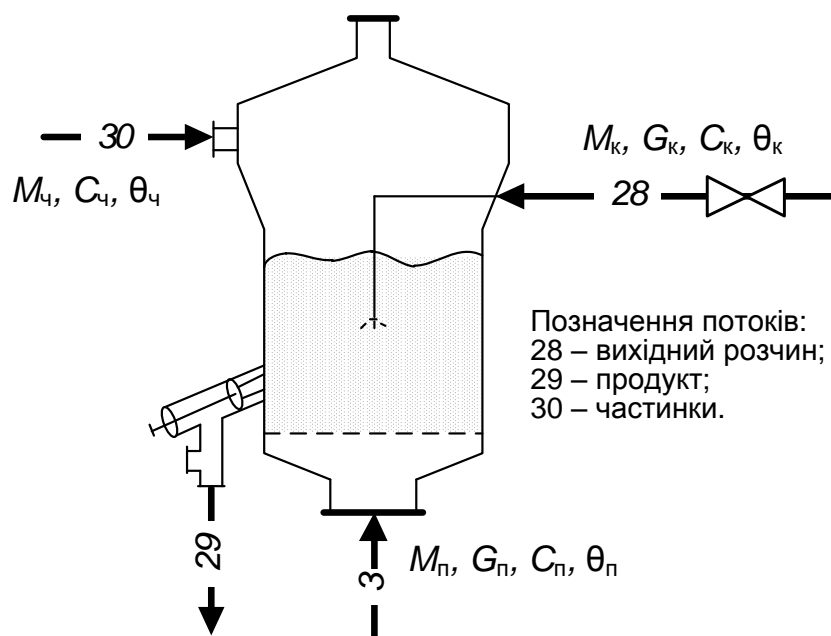 30
Mч, Cч, θч
Mк, Gк, Cк, θк
28
Позначення потоків:
28 – вихідний розчин;
29 – продукт;
30 – частинки.
29
3
Mп, Gп, Cп, θп